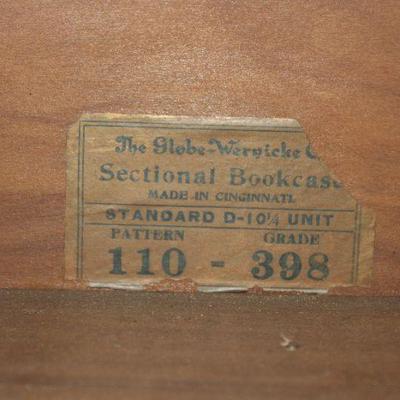 The Globe-Wernicke C
Sectional Bookcase
MADE IN CINCINNATI.
STANDARD D-10¼ UNIT
PATTERN GRADE
110 - 398